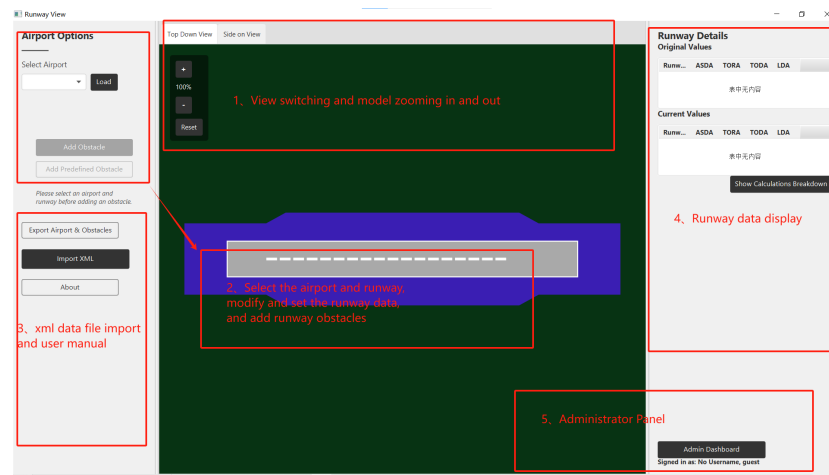 Runway View
Airport Options
Select Airport
Load
Add Obstacle
Add Predefined Obstacle
Please select an airport and
runway before adding an obstacle.
Export Airport & Obstacles
Import XML
About
3、xml data file import
and user manual
Top Down View
Side on View
+
100%
-
Reset
1、View switching and model zooming in and out
2、Select the airport and runway,
modify and set the runway data,
and add runway obstacles
Runway Details
Original Values
Runw... ASDA TORA TODA LDA
表中无内容
Current Values
Runw... ASDA TORA TODA LDA
表中无内容
Show Calculations Breakdown
4、Runway data display
5、Administrator Panel
Admin Dashboard
Signed in as: No Username, guest